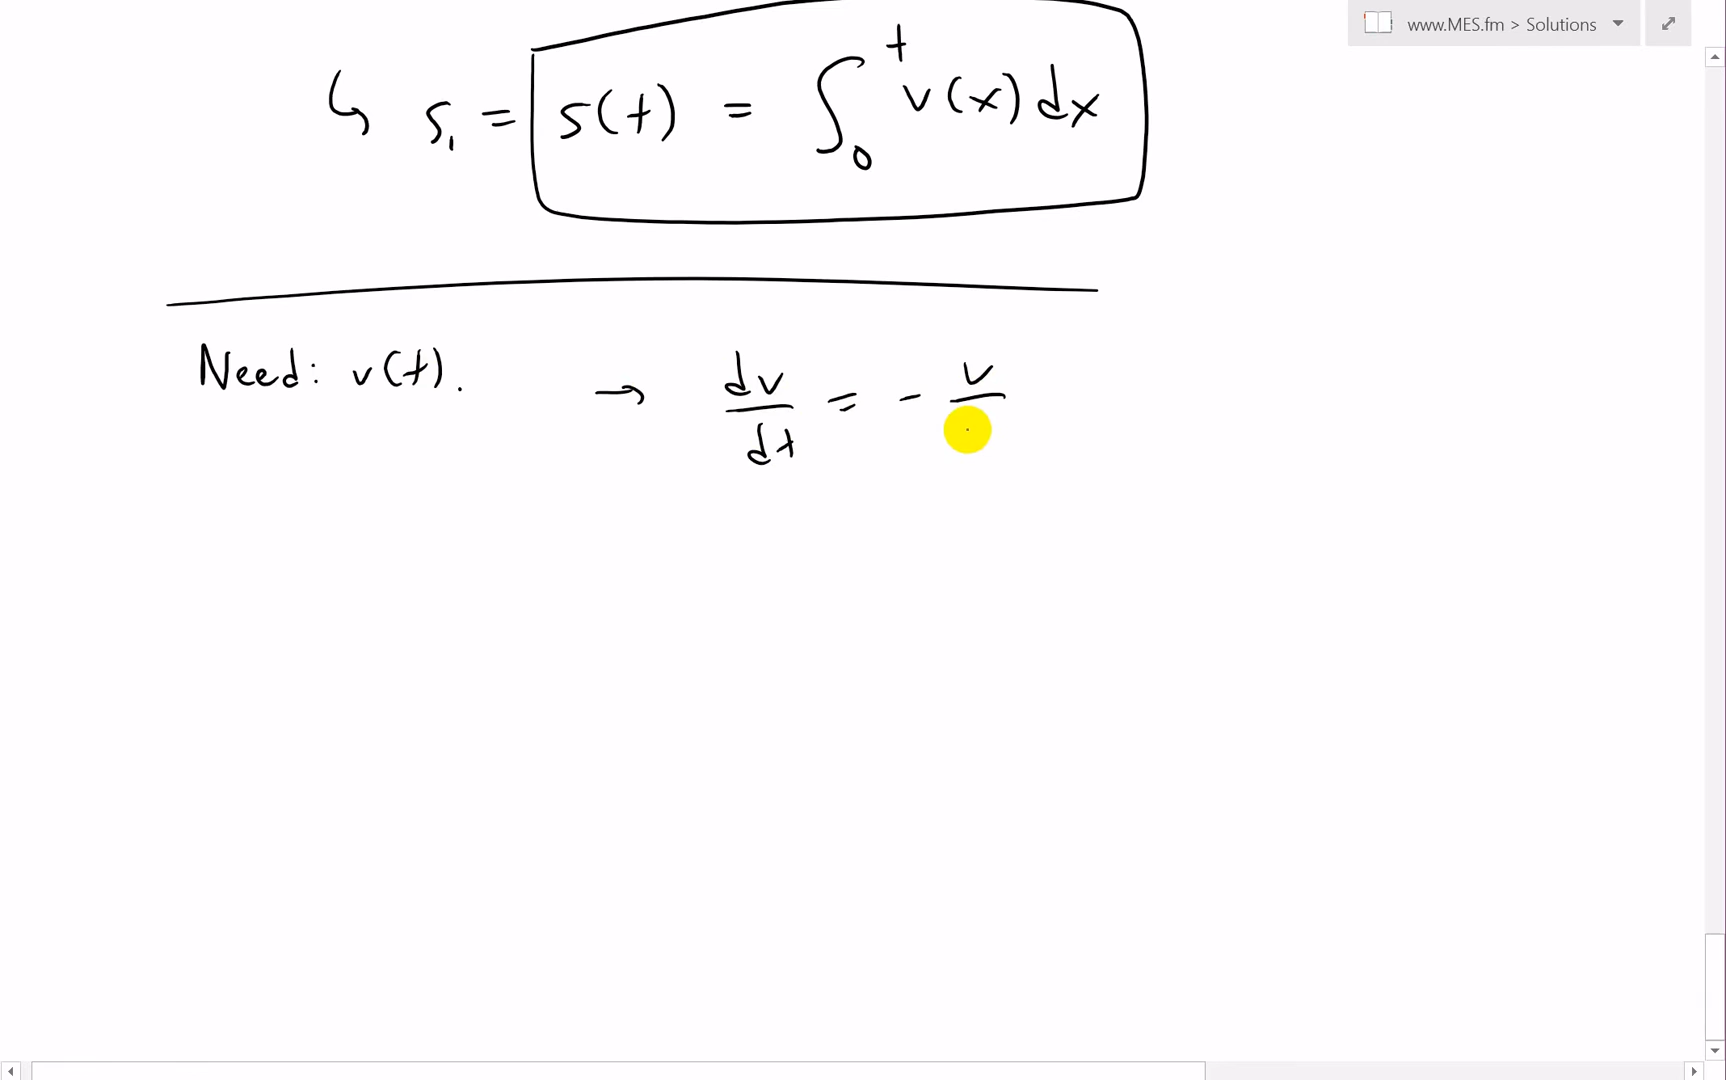 www.MES.fm > Solutions
↳ s₁ = s(t) = ∫₀ᵗ v(x) dx
Need: v(t). → dv/dt = - v/